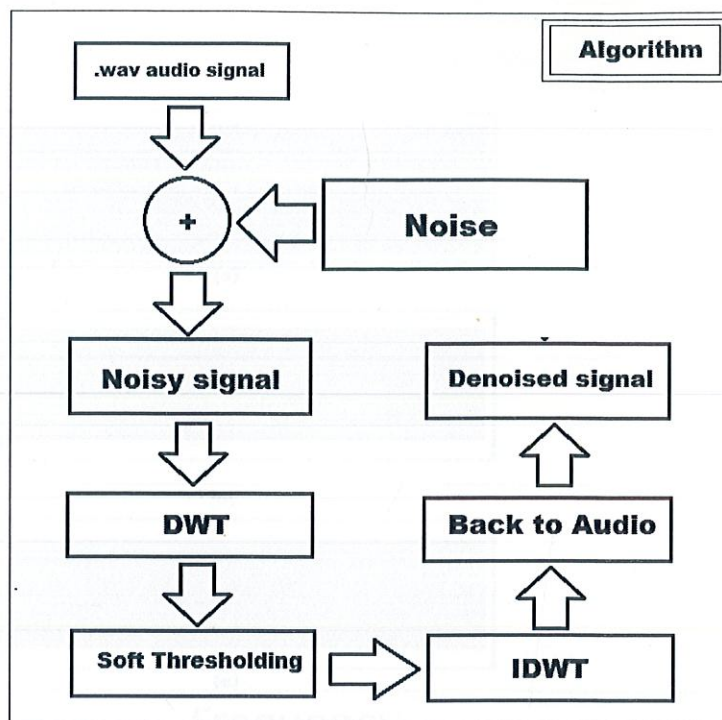 Algorithm
.wav audio signal
+
Noise
Noisy signal
Denoised signal
DWT
Back to Audio
Soft Thresholding
IDWT